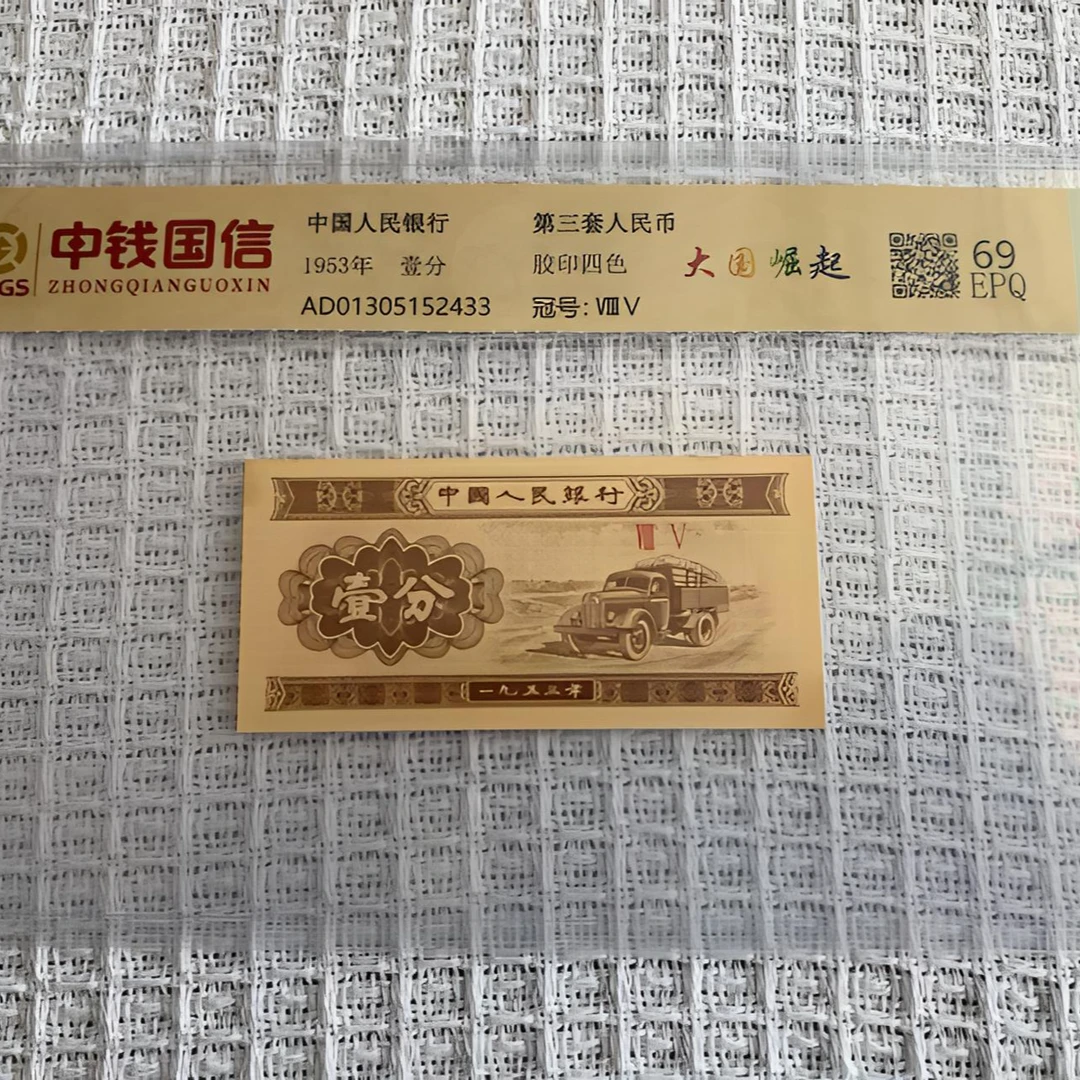 中钱国信
ZHONGQIANGUOXIN
GS
中国人民银行
1953年 壹分
AD01305152433
第三套人民币
胶印四色
冠号: Ⅷ Ⅴ
大国崛起
69
EPQ
中國人民銀行
Ⅷ Ⅴ
壹分
一九五三年